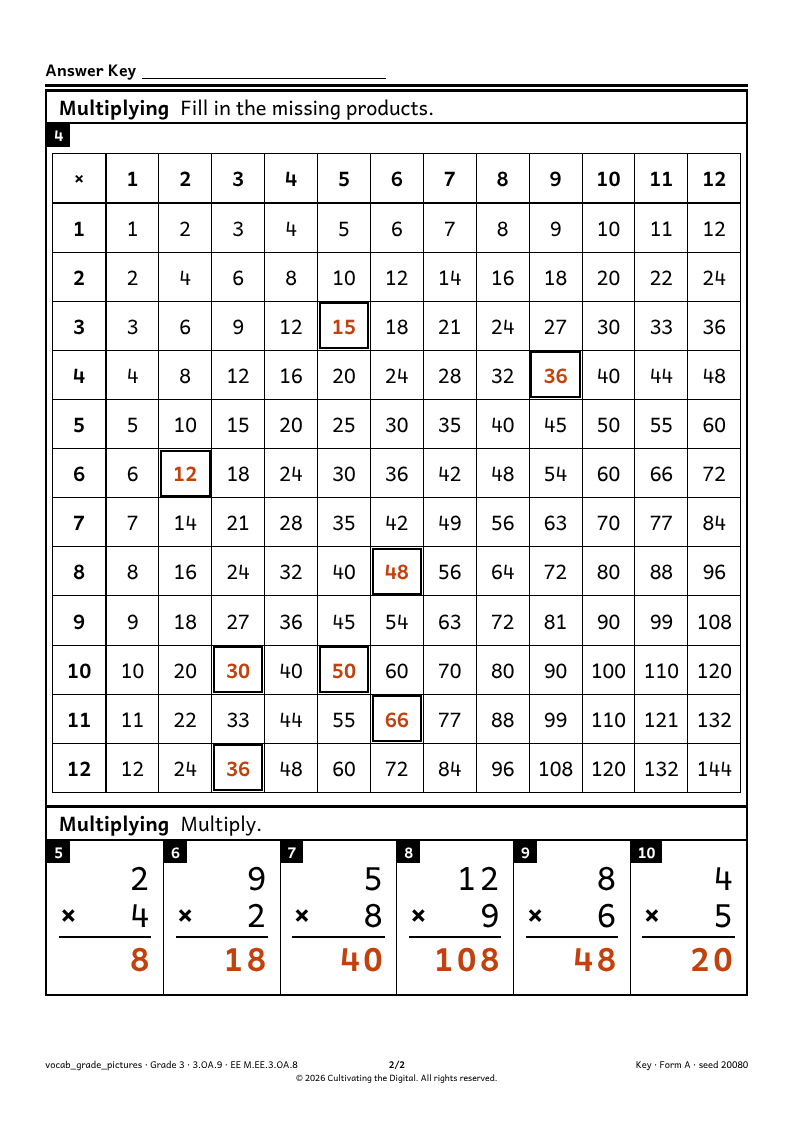 Answer Key
Multiplying Fill in the missing products.
4
× 1 2 3 4 5 6 7 8 9 10 11 12
1 1 2 3 4 5 6 7 8 9 10 11 12
2 2 4 6 8 10 12 14 16 18 20 22 24
3 3 6 9 12 15 18 21 24 27 30 33 36
4 4 8 12 16 20 24 28 32 36 40 44 48
5 5 10 15 20 25 30 35 40 45 50 55 60
6 6 12 18 24 30 36 42 48 54 60 66 72
7 7 14 21 28 35 42 49 56 63 70 77 84
8 8 16 24 32 40 48 56 64 72 80 88 96
9 9 18 27 36 45 54 63 72 81 90 99 108
10 10 20 30 40 50 60 70 80 90 100 110 120
11 11 22 33 44 55 66 77 88 99 110 121 132
12 12 24 36 48 60 72 84 96 108 120 132 144
Multiplying Multiply.
5 6 7 8 9 10
2 9 5 12 8 4
× 4 × 2 × 8 × 9 × 6 × 5
8 18 40 108 48 20
vocab_grade_pictures · Grade 3 · 3.OA.9 · EE M.EE.3.OA.8 2/2 Key · Form A · seed 20080
© 2026 Cultivating the Digital. All rights reserved.